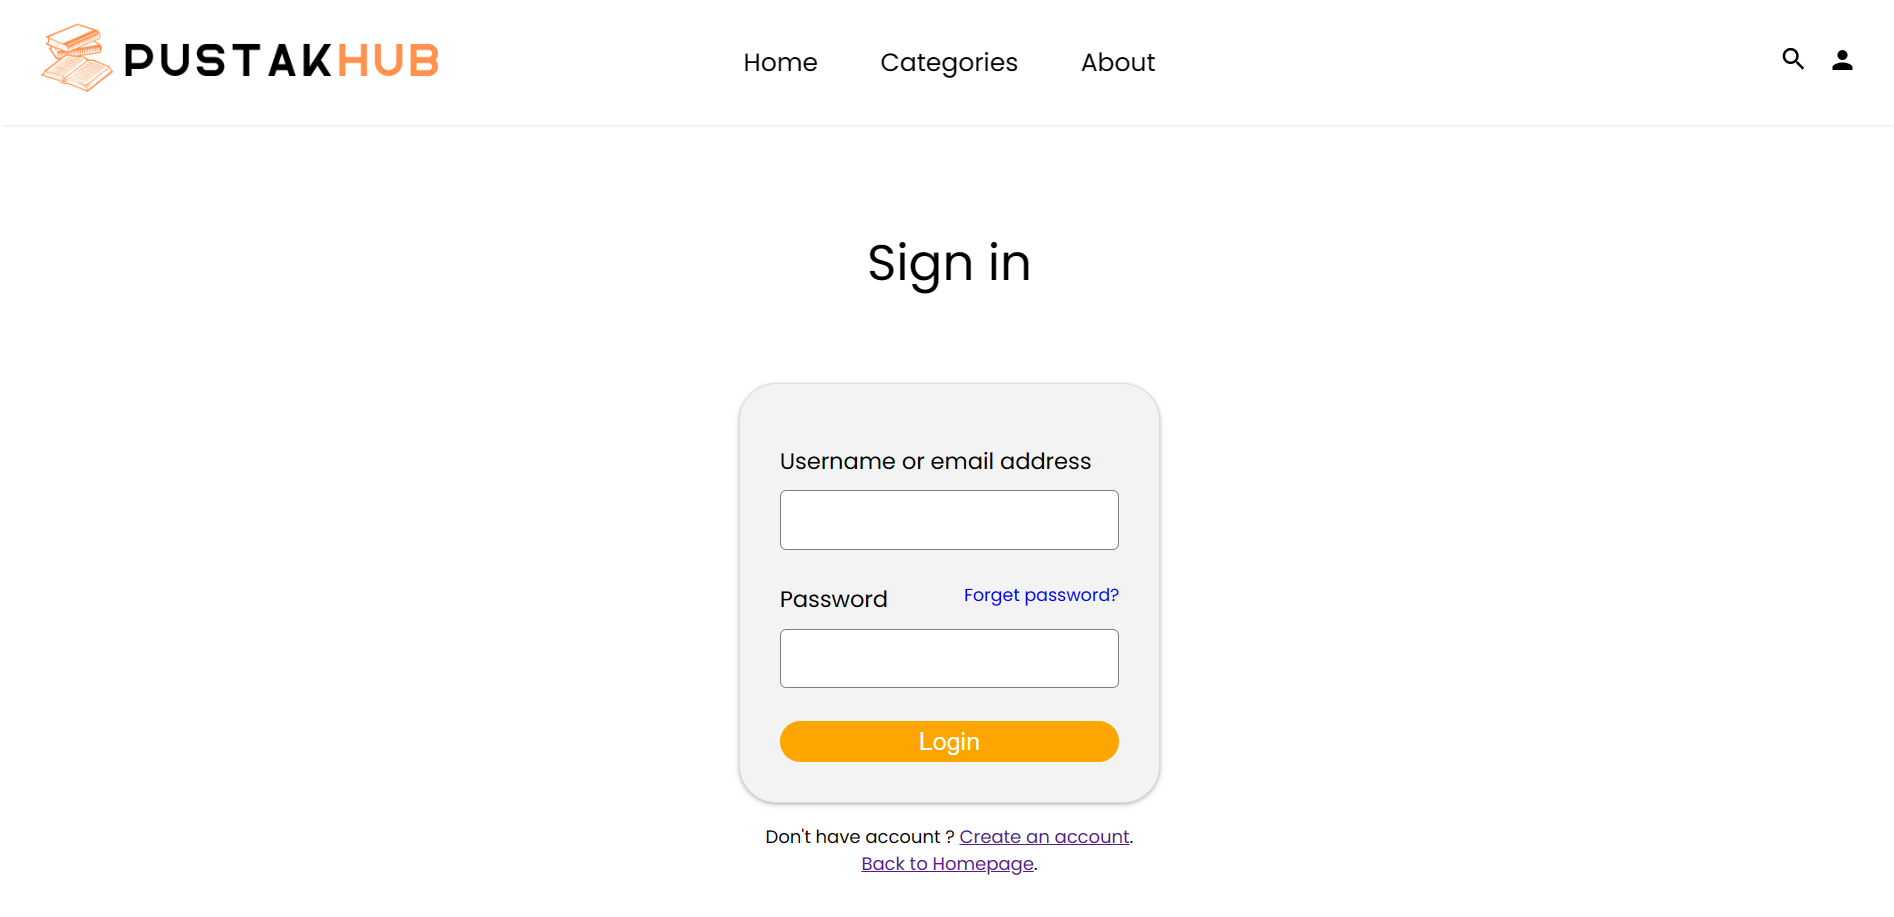 PUSTAKHUB
Home Categories About
Sign in
Username or email address
Password Forget password?
Login
Don't have account ? Create an account.
Back to Homepage.